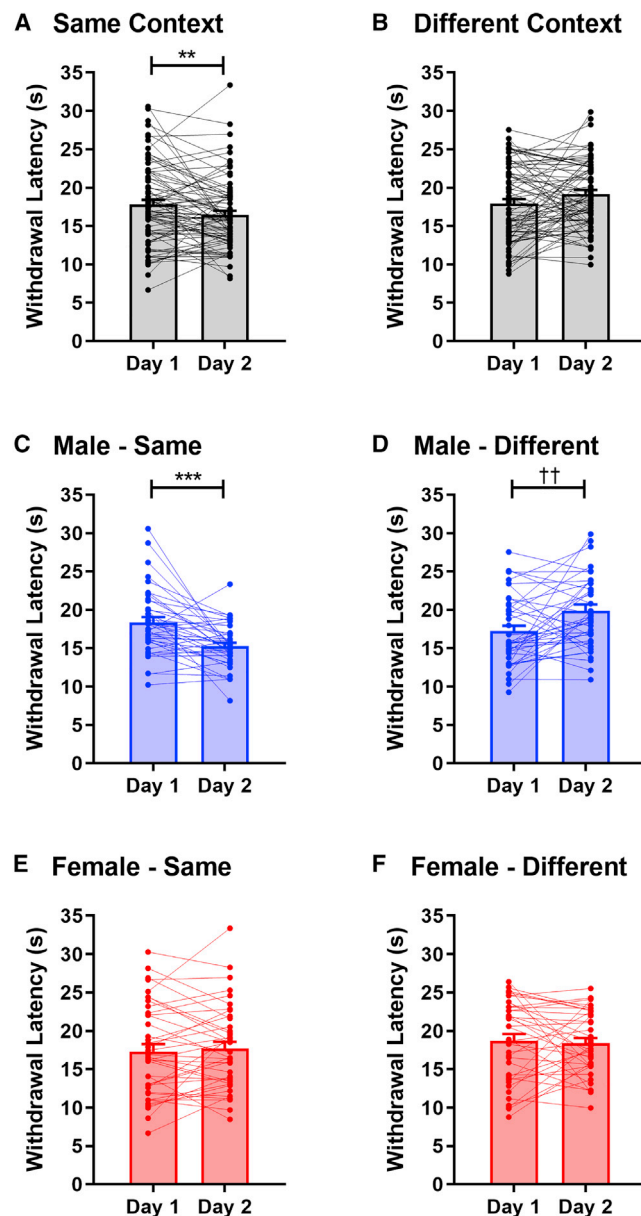 A Same Context
**
Withdrawal Latency (s)
35
30
25
20
15
10
5
0
Day 1 Day 2
B Different Context
Withdrawal Latency (s)
35
30
25
20
15
10
5
0
Day 1 Day 2
C Male - Same
***
Withdrawal Latency (s)
35
30
25
20
15
10
5
0
Day 1 Day 2
D Male - Different
††
Withdrawal Latency (s)
35
30
25
20
15
10
5
0
Day 1 Day 2
E Female - Same
Withdrawal Latency (s)
35
30
25
20
15
10
5
0
Day 1 Day 2
F Female - Different
Withdrawal Latency (s)
35
30
25
20
15
10
5
0
Day 1 Day 2